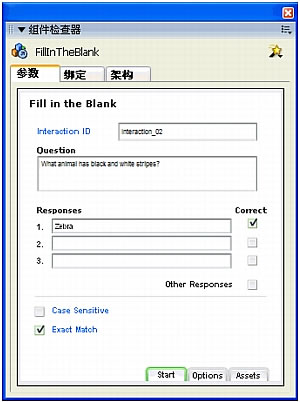 组件检查器
FillInTheBlank
参数 绑定 架构
Fill in the Blank
Interaction ID Interaction_02
Question
What animal has black and white stripes?
Responses Correct
1. Zebra
2.
3.
Other Responses
Case Sensitive
Exact Match
Start Options Assets